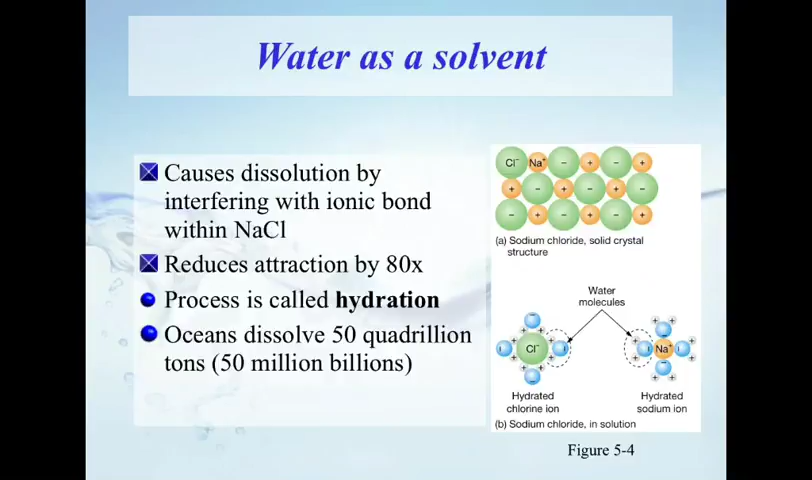 Water as a solvent
Causes dissolution by
interfering with ionic bond
within NaCl
Reduces attraction by 80x
Process is called hydration
Oceans dissolve 50 quadrillion
tons (50 million billions)
Cl⁻ Na⁺ − + − +
+ − + − + −
− + − + − +
(a) Sodium chloride, solid crystal
structure
Water
molecules
Cl⁻
Na⁺
Hydrated
chlorine ion
Hydrated
sodium ion
(b) Sodium chloride, in solution
Figure 5-4